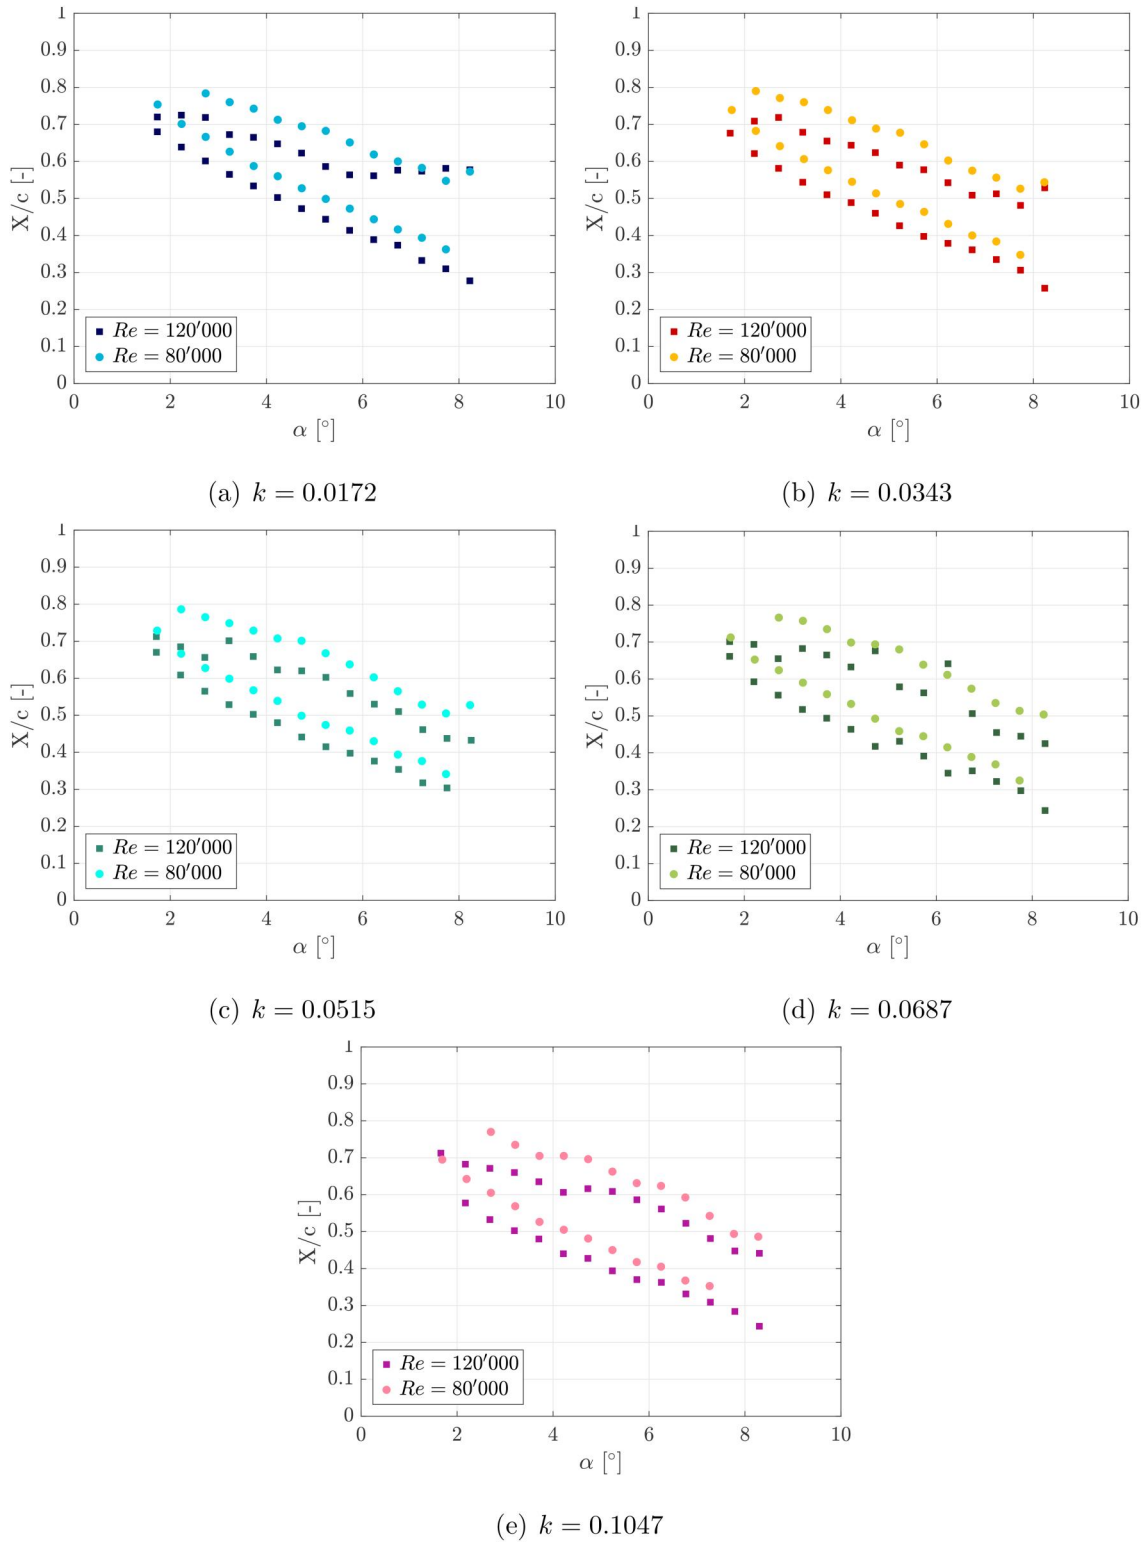 1
0.9
0.8
0.7
0.6
0.5
0.4
0.3
0.2
0.1
0
X/c [-]
Re = 120'000
Re = 80'000
0 2 4 6 8 10
α [°]
(a) k = 0.0172
1
0.9
0.8
0.7
0.6
0.5
0.4
0.3
0.2
0.1
0
X/c [-]
Re = 120'000
Re = 80'000
0 2 4 6 8 10
α [°]
(b) k = 0.0343
1
0.9
0.8
0.7
0.6
0.5
0.4
0.3
0.2
0.1
0
X/c [-]
Re = 120'000
Re = 80'000
0 2 4 6 8 10
α [°]
(c) k = 0.0515
1
0.9
0.8
0.7
0.6
0.5
0.4
0.3
0.2
0.1
0
X/c [-]
Re = 120'000
Re = 80'000
0 2 4 6 8 10
α [°]
(d) k = 0.0687
1
0.9
0.8
0.7
0.6
0.5
0.4
0.3
0.2
0.1
0
X/c [-]
Re = 120'000
Re = 80'000
0 2 4 6 8 10
α [°]
(e) k = 0.1047